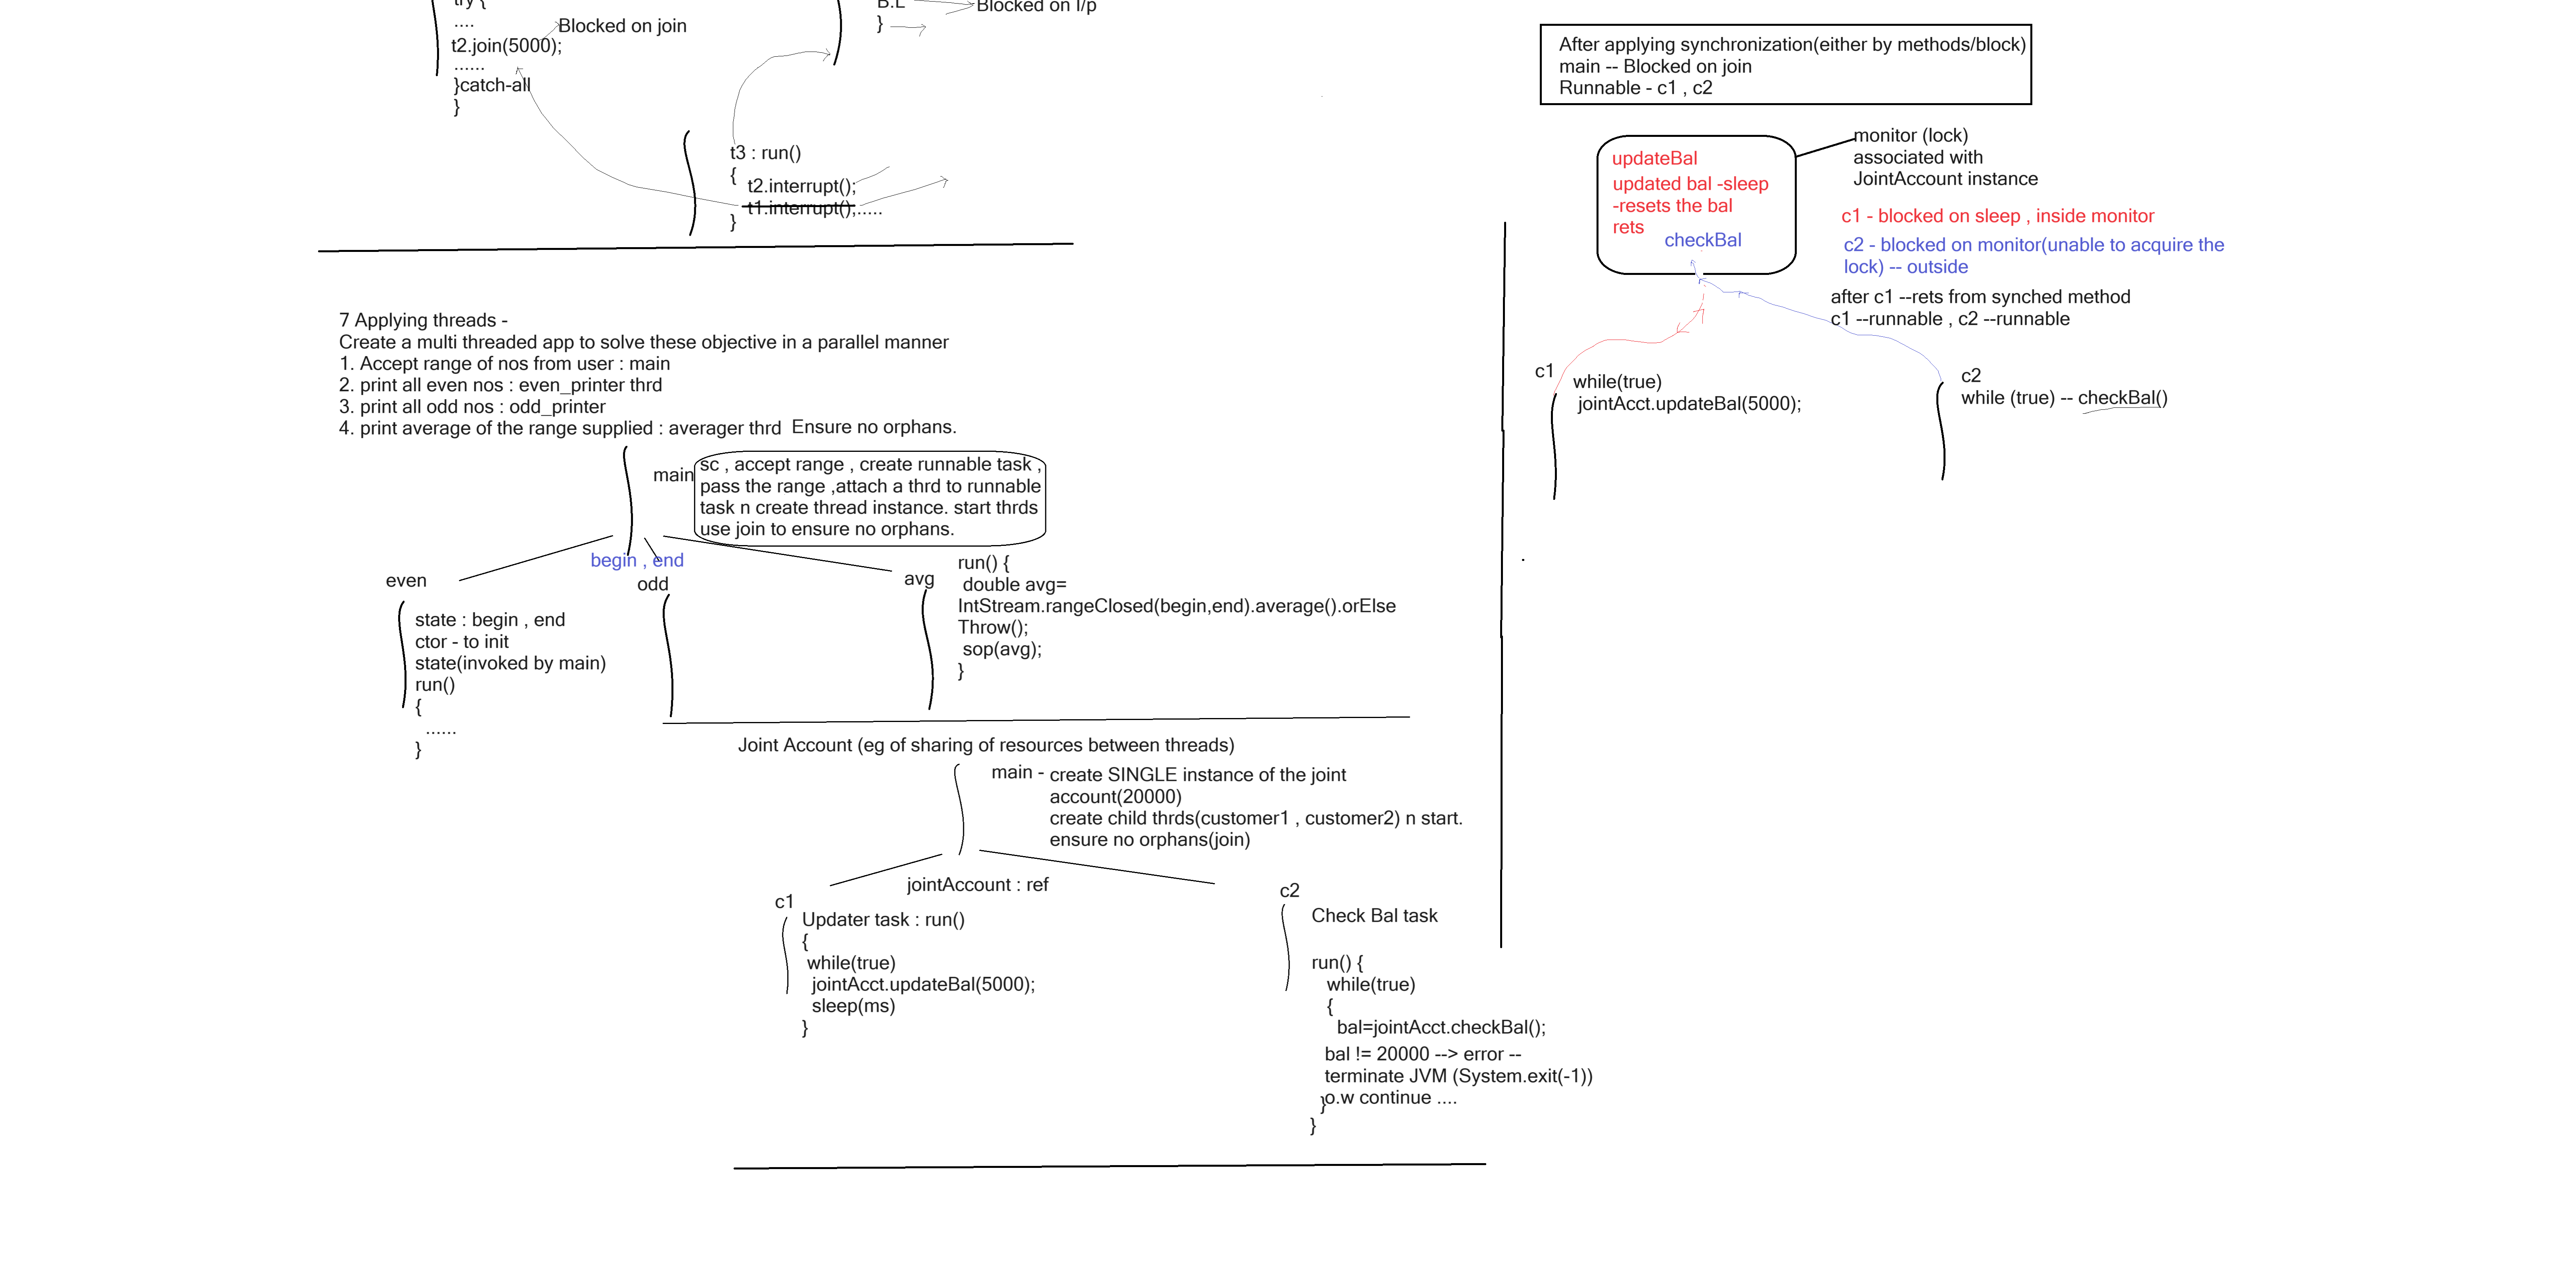 try {
....
Blocked on join
t2.join(5000);
......
}catch-all
}
B.L
Blocked on I/p
}
t3 : run()
{
t2.interrupt();
t1.interrupt();.....
}
7 Applying threads -
Create a multi threaded app to solve these objective in a parallel manner
1. Accept range of nos from user : main
2. print all even nos : even_printer thrd
3. print all odd nos : odd_printer
4. print average of the range supplied : averager thrd Ensure no orphans.
main
sc , accept range , create runnable task ,
pass the range ,attach a thrd to runnable
task n create thread instance. start thrds
use join to ensure no orphans.
begin , end
even
odd
avg
state : begin , end
ctor - to init
state(invoked by main)
run()
{
......
}
run() {
double avg=
IntStream.rangeClosed(begin,end).average().orElse
Throw();
sop(avg);
}
Joint Account (eg of sharing of resources between threads)
main - create SINGLE instance of the joint
account(20000)
create child thrds(customer1 , customer2) n start.
ensure no orphans(join)
jointAccount : ref
c1
Updater task : run()
{
while(true)
jointAcct.updateBal(5000);
sleep(ms)
}
c2
Check Bal task
run() {
while(true)
{
bal=jointAcct.checkBal();
bal != 20000 --> error --
terminate JVM (System.exit(-1))
o.w continue ....
}
}
After applying synchronization(either by methods/block)
main -- Blocked on join
Runnable - c1 , c2
updateBal
updated bal -sleep
-resets the bal
rets
checkBal
monitor (lock)
associated with
JointAccount instance
c1 - blocked on sleep , inside monitor
c2 - blocked on monitor(unable to acquire the
lock) -- outside
after c1 --rets from synched method
c1 --runnable , c2 --runnable
c1
while(true)
jointAcct.updateBal(5000);
c2
while (true) -- checkBal()